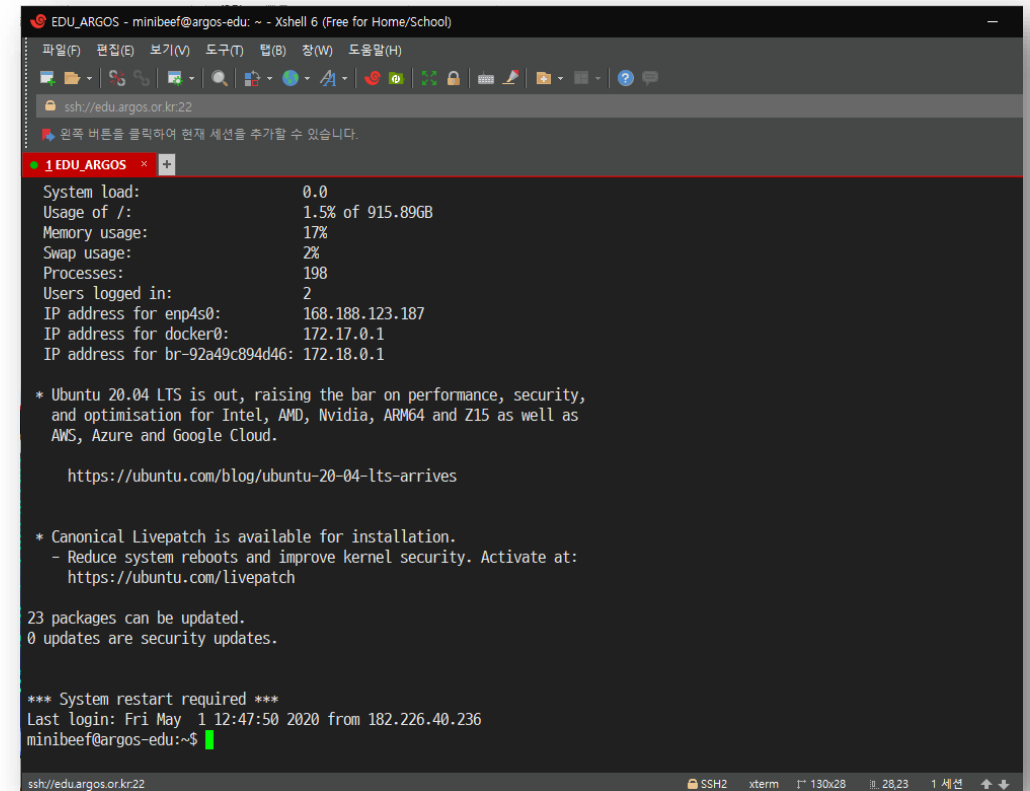 EDU_ARGOS - minibeef@argos-edu: ~ - Xshell 6 (Free for Home/School)
파일(F) 편집(E) 보기(V) 도구(T) 탭(B) 창(W) 도움말(H)
ssh://edu.argos.or.kr:22
왼쪽 버튼을 클릭하여 현재 세션을 추가할 수 있습니다.
1 EDU_ARGOS × +
System load: 0.0
Usage of /: 1.5% of 915.89GB
Memory usage: 17%
Swap usage: 2%
Processes: 198
Users logged in: 2
IP address for enp4s0: 168.188.123.187
IP address for docker0: 172.17.0.1
IP address for br-92a49c894d46: 172.18.0.1
* Ubuntu 20.04 LTS is out, raising the bar on performance, security,
and optimisation for Intel, AMD, Nvidia, ARM64 and Z15 as well as
AWS, Azure and Google Cloud.
https://ubuntu.com/blog/ubuntu-20-04-lts-arrives
* Canonical Livepatch is available for installation.
- Reduce system reboots and improve kernel security. Activate at:
https://ubuntu.com/livepatch
23 packages can be updated.
0 updates are security updates.
*** System restart required ***
Last login: Fri May  1 12:47:50 2020 from 182.226.40.236
minibeef@argos-edu:~$
ssh://edu.argos.or.kr:22 SSH2 xterm 130x28 28,23 1 세션